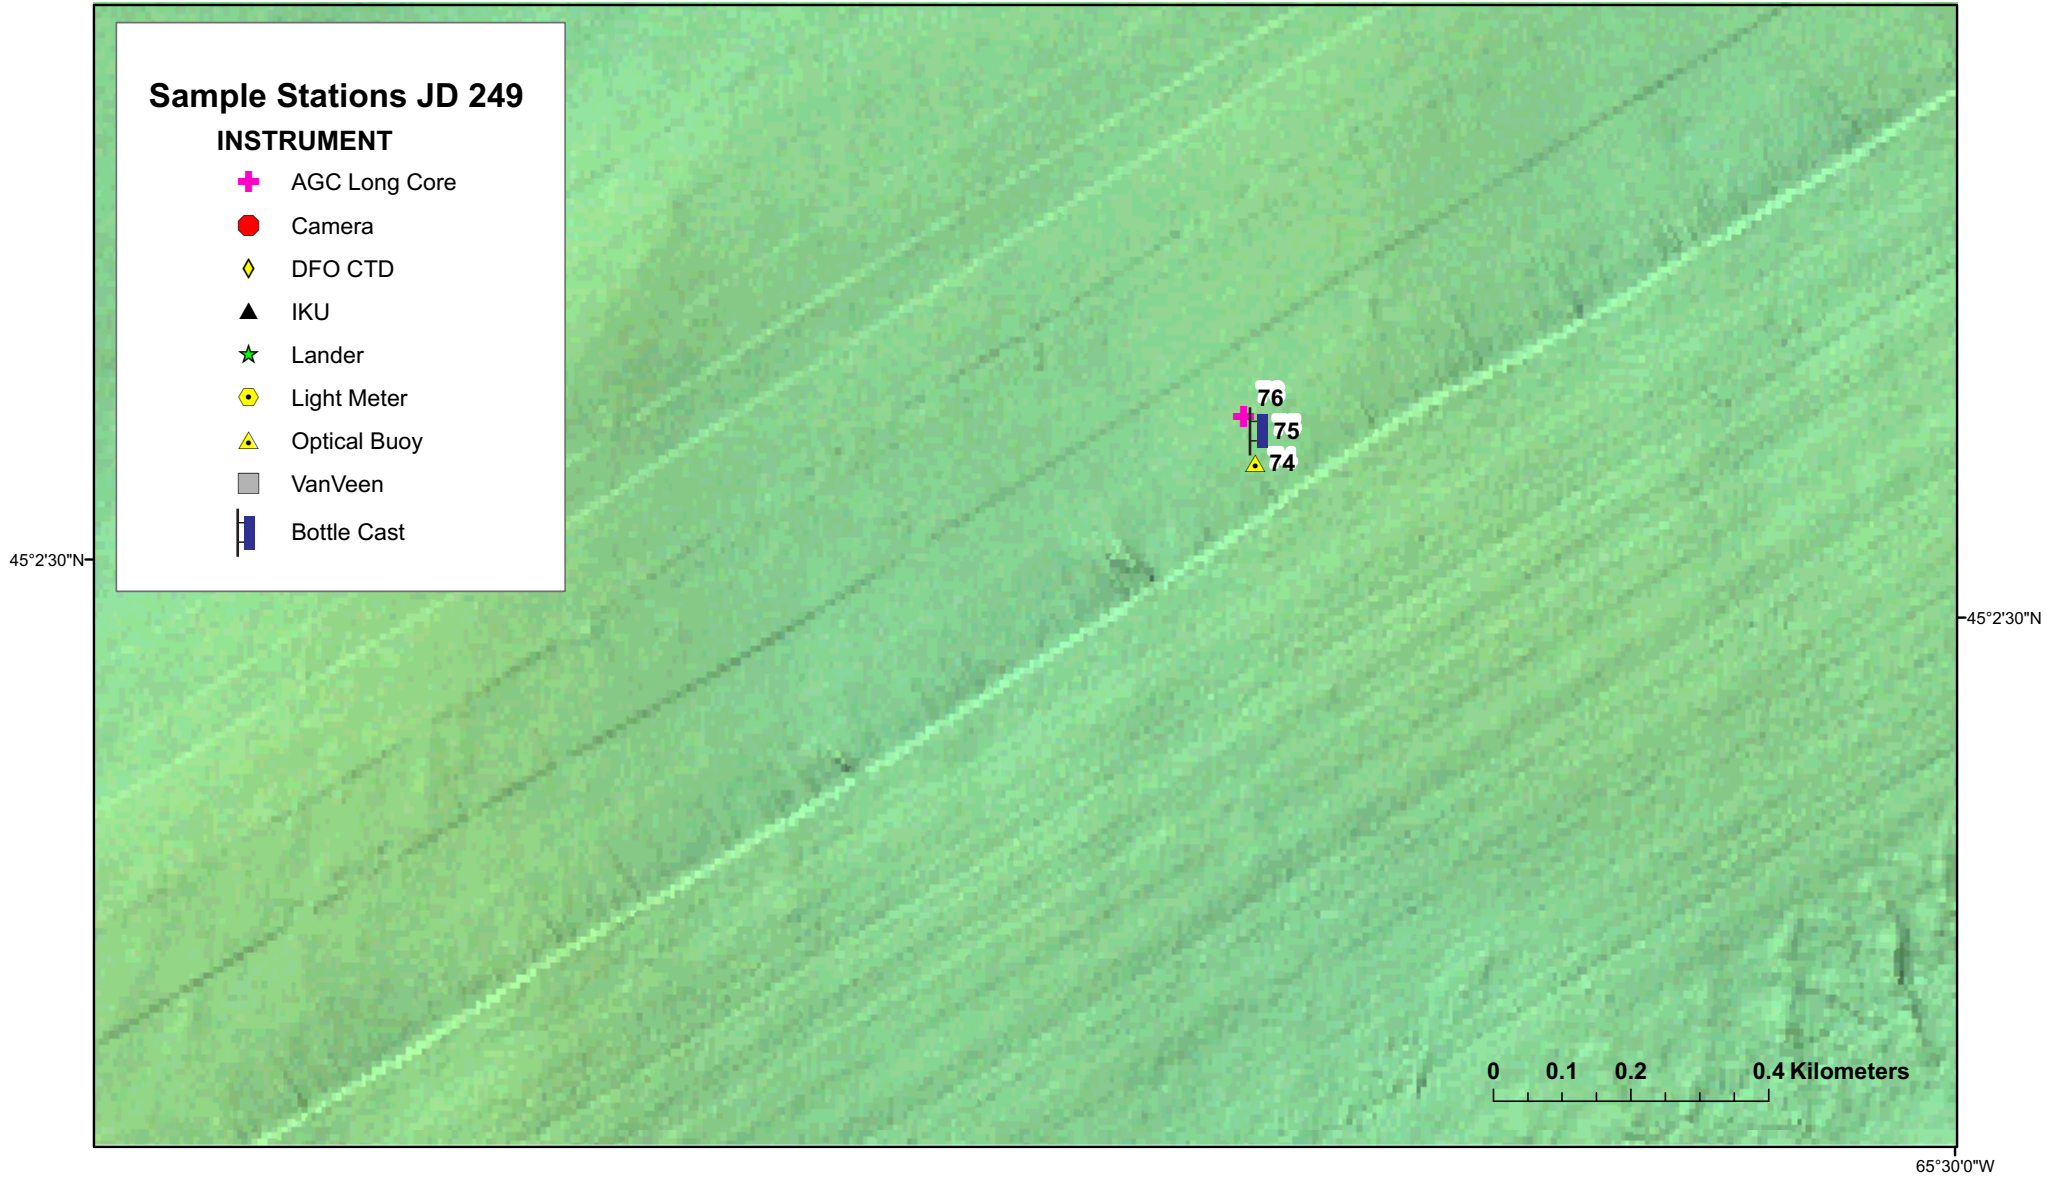 Sample Stations JD 249
INSTRUMENT
AGC Long Core
Camera
DFO CTD
IKU
Lander
Light Meter
Optical Buoy
VanVeen
Bottle Cast
76
75
74
45°2'30"N
45°2'30"N
0 0.1 0.2 0.4 Kilometers
65°30'0"W